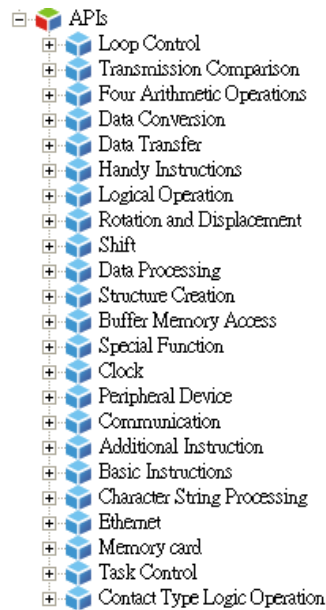 APIs
Loop Control
Transmission Comparison
Four Arithmetic Operations
Data Conversion
Data Transfer
Handy Instructions
Logical Operation
Rotation and Displacement
Shift
Data Processing
Structure Creation
Buffer Memory Access
Special Function
Clock
Peripheral Device
Communication
Additional Instruction
Basic Instructions
Character String Processing
Ethernet
Memory card
Task Control
Contact Type Logic Operation